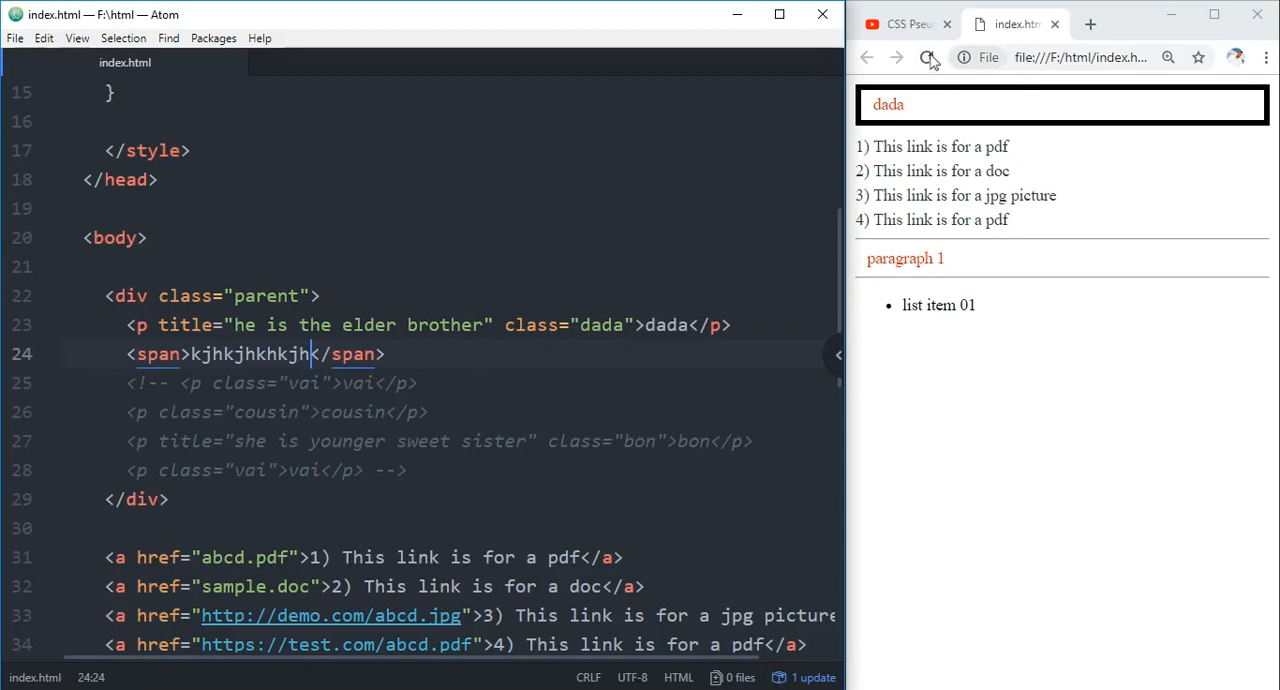 index.html — F:\html — Atom
File Edit View Selection Find Packages Help
index.html
15 }
16
17 </style>
18 </head>
19
20 <body>
21
22 <div class="parent">
23 <p title="he is the elder brother" class="dada">dada</p>
24 <span>kjhkjhkhkjh</span>
25 <!-- <p class="vai">vai</p>
26 <p class="cousin">cousin</p>
27 <p title="she is younger sweet sister" class="bon">bon</p>
28 <p class="vai">vai</p> -->
29 </div>
30
31 <a href="abcd.pdf">1) This link is for a pdf</a>
32 <a href="sample.doc">2) This link is for a doc</a>
33 <a href="http://demo.com/abcd.jpg">3) This link is for a jpg picture
34 <a href="https://test.com/abcd.pdf">4) This link is for a pdf</a>
index.html 24:24 CRLF UTF-8 HTML 0 files 1 update
CSS Pseu index.htm
File file:///F:/html/index.h...
dada
1) This link is for a pdf
2) This link is for a doc
3) This link is for a jpg picture
4) This link is for a pdf
paragraph 1
• list item 01